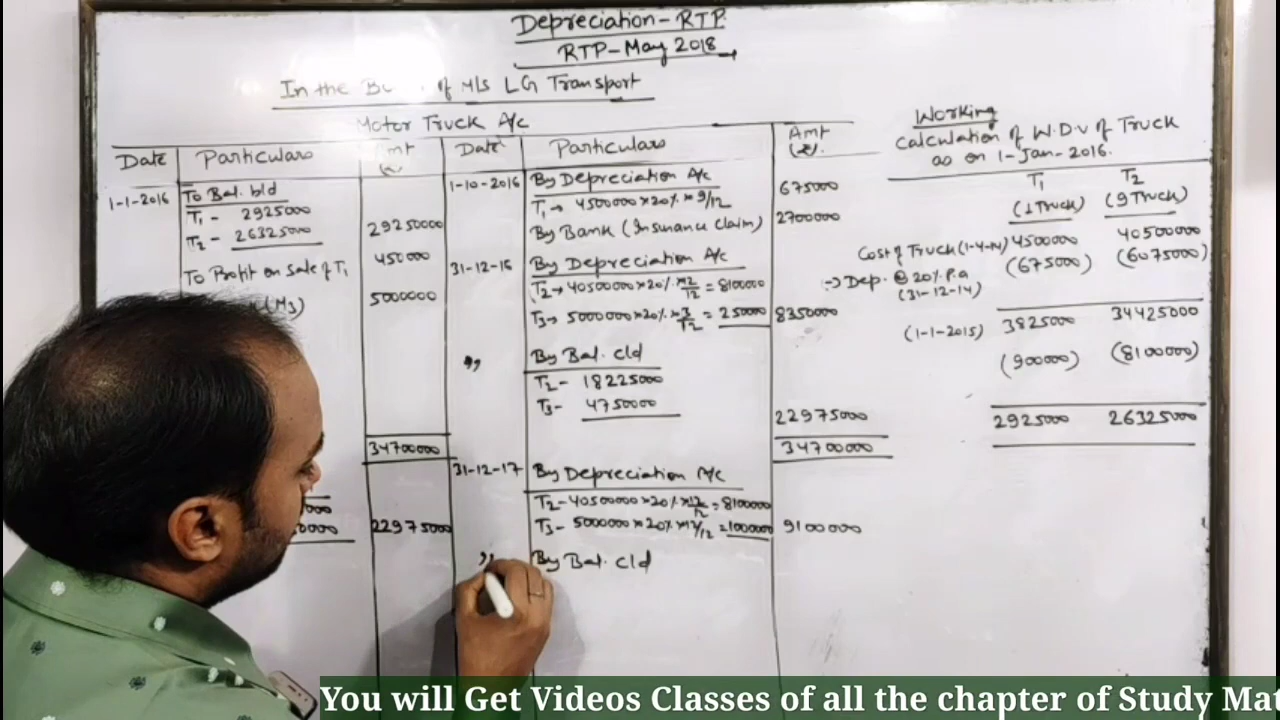 Depreciation - RTP
RTP - May 2018
In the of M/s LG Transport
Motor Truck A/c
Date Particulars Amt (₹) Date Particulars Amt (₹).
1-1-2016 To Bal. b/d
T1 - 2925000
T2 - 26325000 29250000
To Profit on Sale of T1 450000
5000000
34700000
22975000
1-10-2016 By Depreciation A/c
T1 → 4500000 × 20% × 9/12 675000
By Bank (Insurance Claim) 2700000
31-12-16 By Depreciation A/c
T2 → 40500000 × 20% × 12/12 = 8100000
T3 → 5000000 × 20% × 3/12 = 250000 8350000
,, By Bal. c/d
T2 - 18225000
T3 - 4750000
22975000
34700000
31-12-17 By Depreciation A/c
T2 - 40500000 × 20% × 12/12 = 8100000
T3 - 5000000 × 20% × 12/12 = 1000000 9100000
,, By Bal. c/d
Working
Calculation of W.D.V of Truck
as on 1-Jan-2016.
T1 T2
(1 Truck) (9 Truck)
Cost of Truck (1-4-14) 4500000 40500000
-> Dep. @ 20% P.a (675000) (6075000)
(31-12-14)
(1-1-2015) 3825000 34425000
(900000) (8100000)
2925000 26325000
You will Get Videos Classes of all the chapter of Study Mat